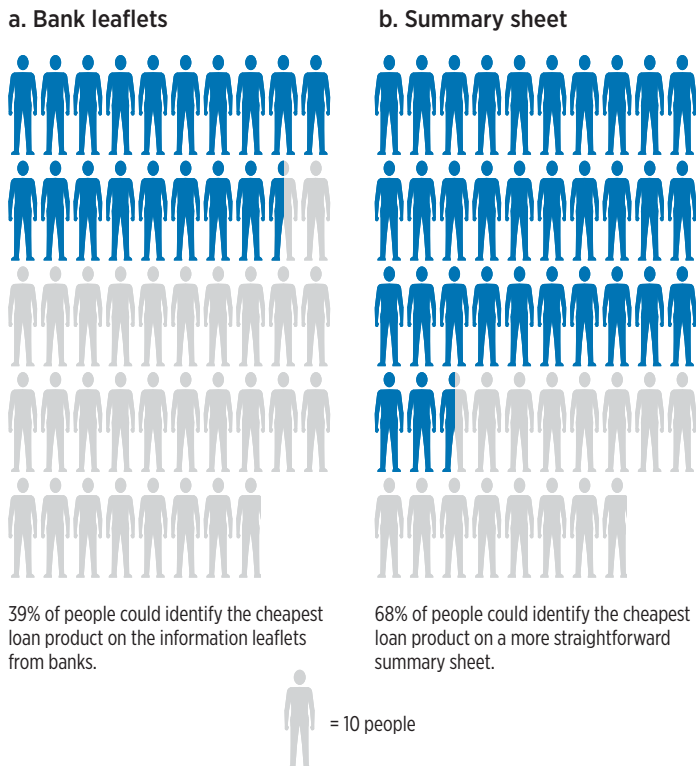 a. Bank leaflets
b. Summary sheet
39% of people could identify the cheapest
loan product on the information leaflets
from banks.
68% of people could identify the cheapest
loan product on a more straightforward
summary sheet.
= 10 people